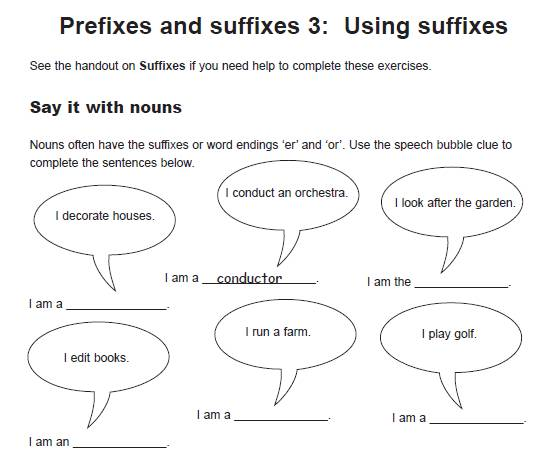 Prefixes and suffixes 3:  Using suffixes
See the handout on Suffixes if you need help to complete these exercises.
Say it with nouns
Nouns often have the suffixes or word endings ‘er’ and ‘or’. Use the speech bubble clue to
complete the sentences below.
I decorate houses.
I am a _______________.
I conduct an orchestra.
I am a __conductor_____.
I look after the garden.
I am the ______________.
I edit books.
I am an ______________.
I run a farm.
I am a ______________.
I play golf.
I am a ______________.